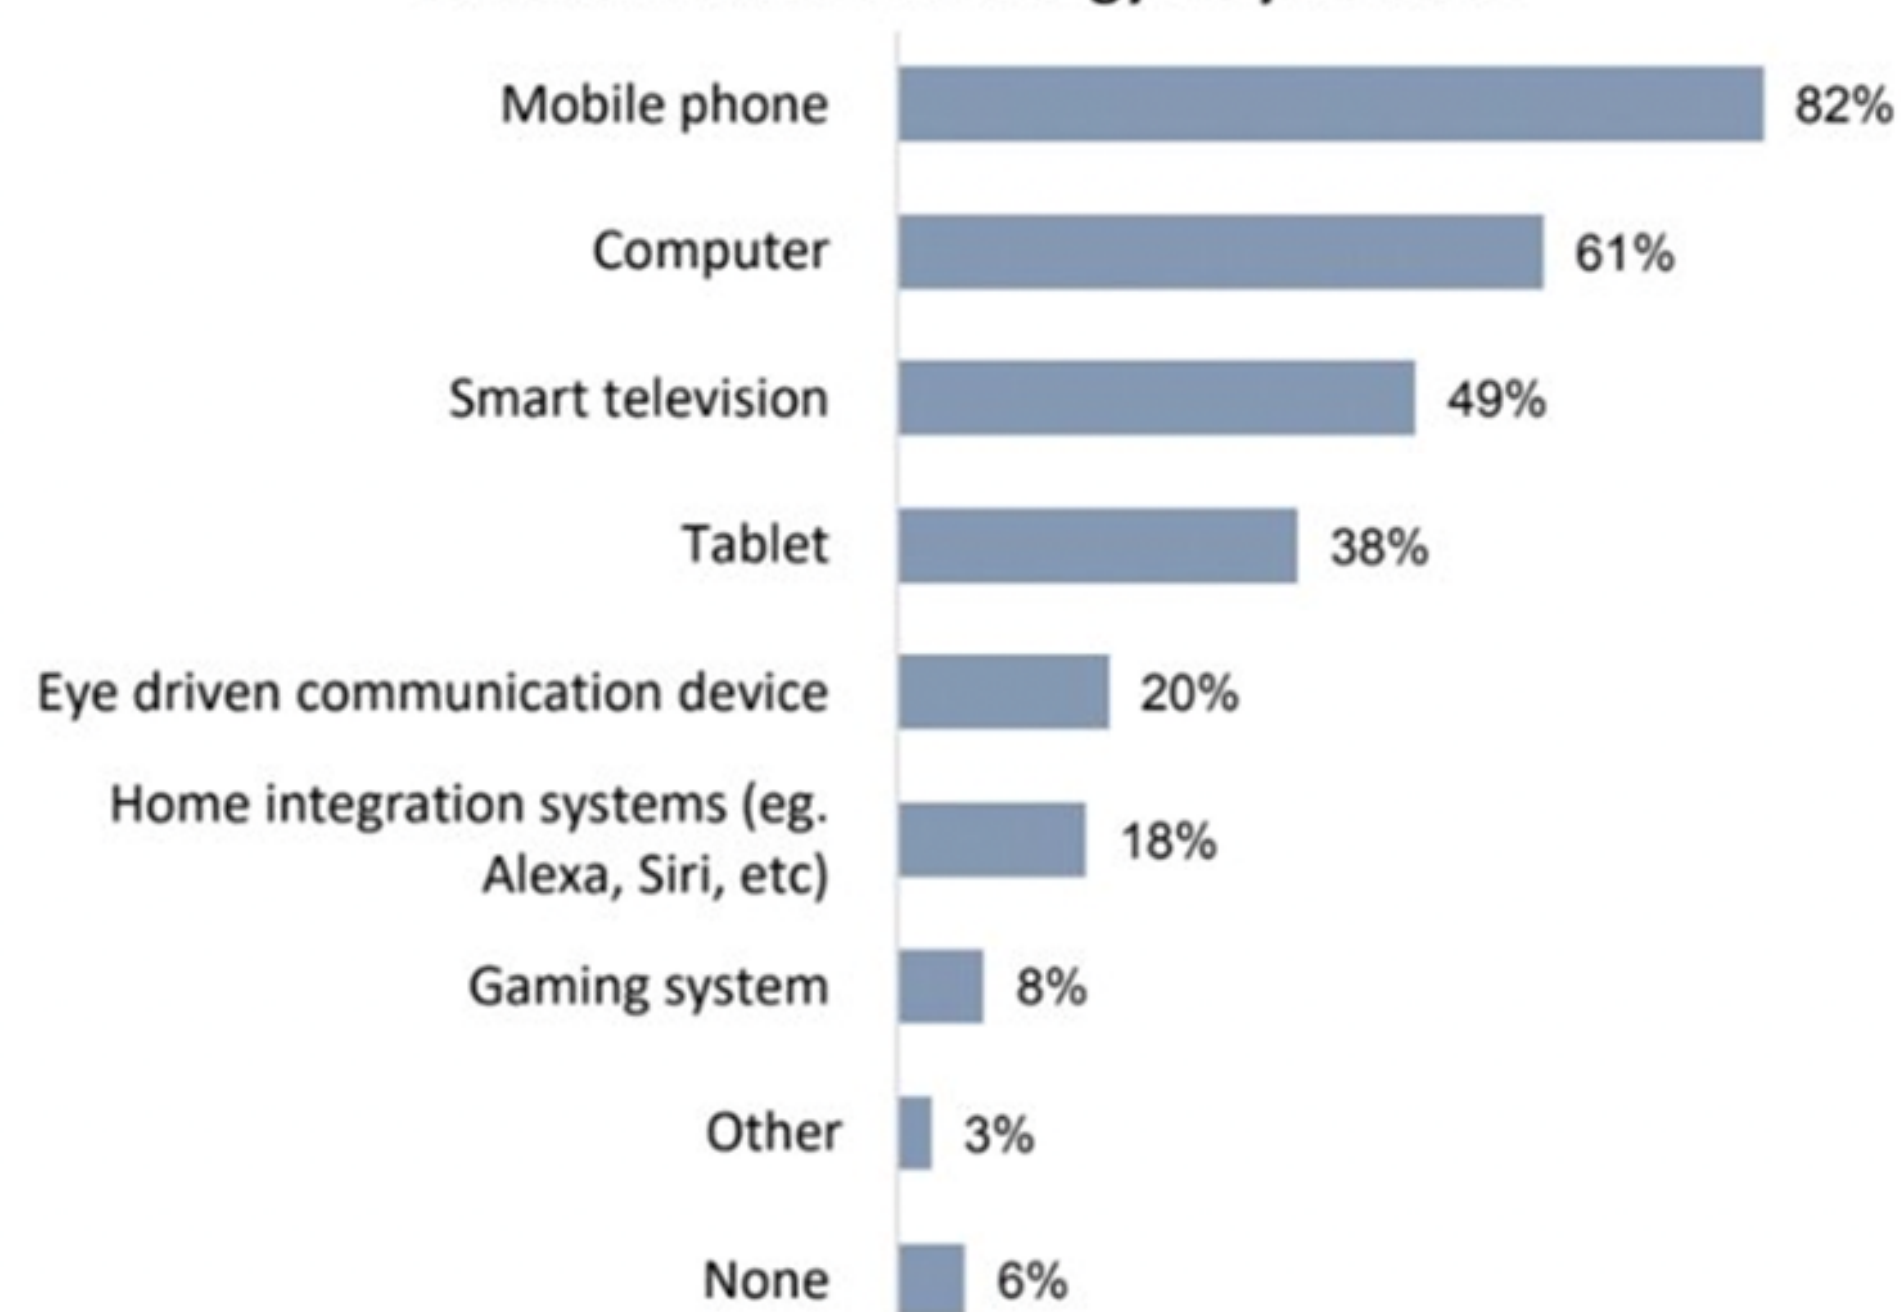 Mobile phone 82%
Computer 61%
Smart television 49%
Tablet 38%
Eye driven communication device 20%
Home integration systems (eg.
Alexa, Siri, etc) 18%
Gaming system 8%
Other 3%
None 6%